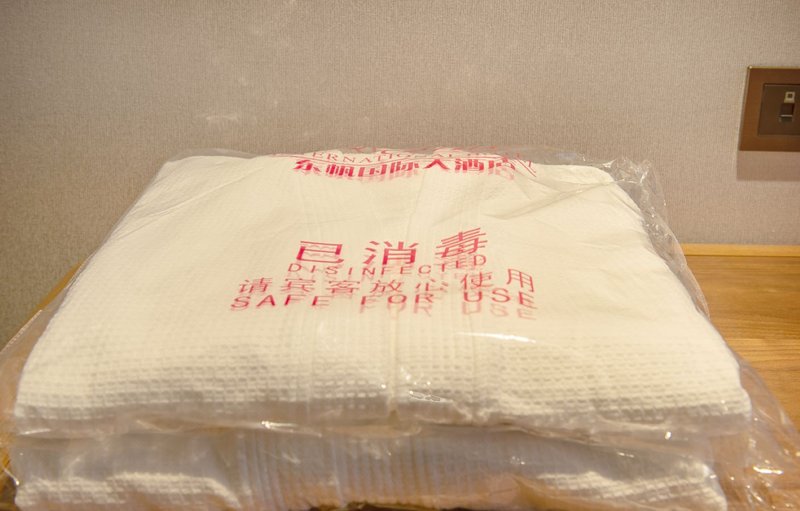 INTERNATIONAL
东帆国际大酒店
已消毒
DISINFECTED
请宾客放心使用
SAFE FOR USE